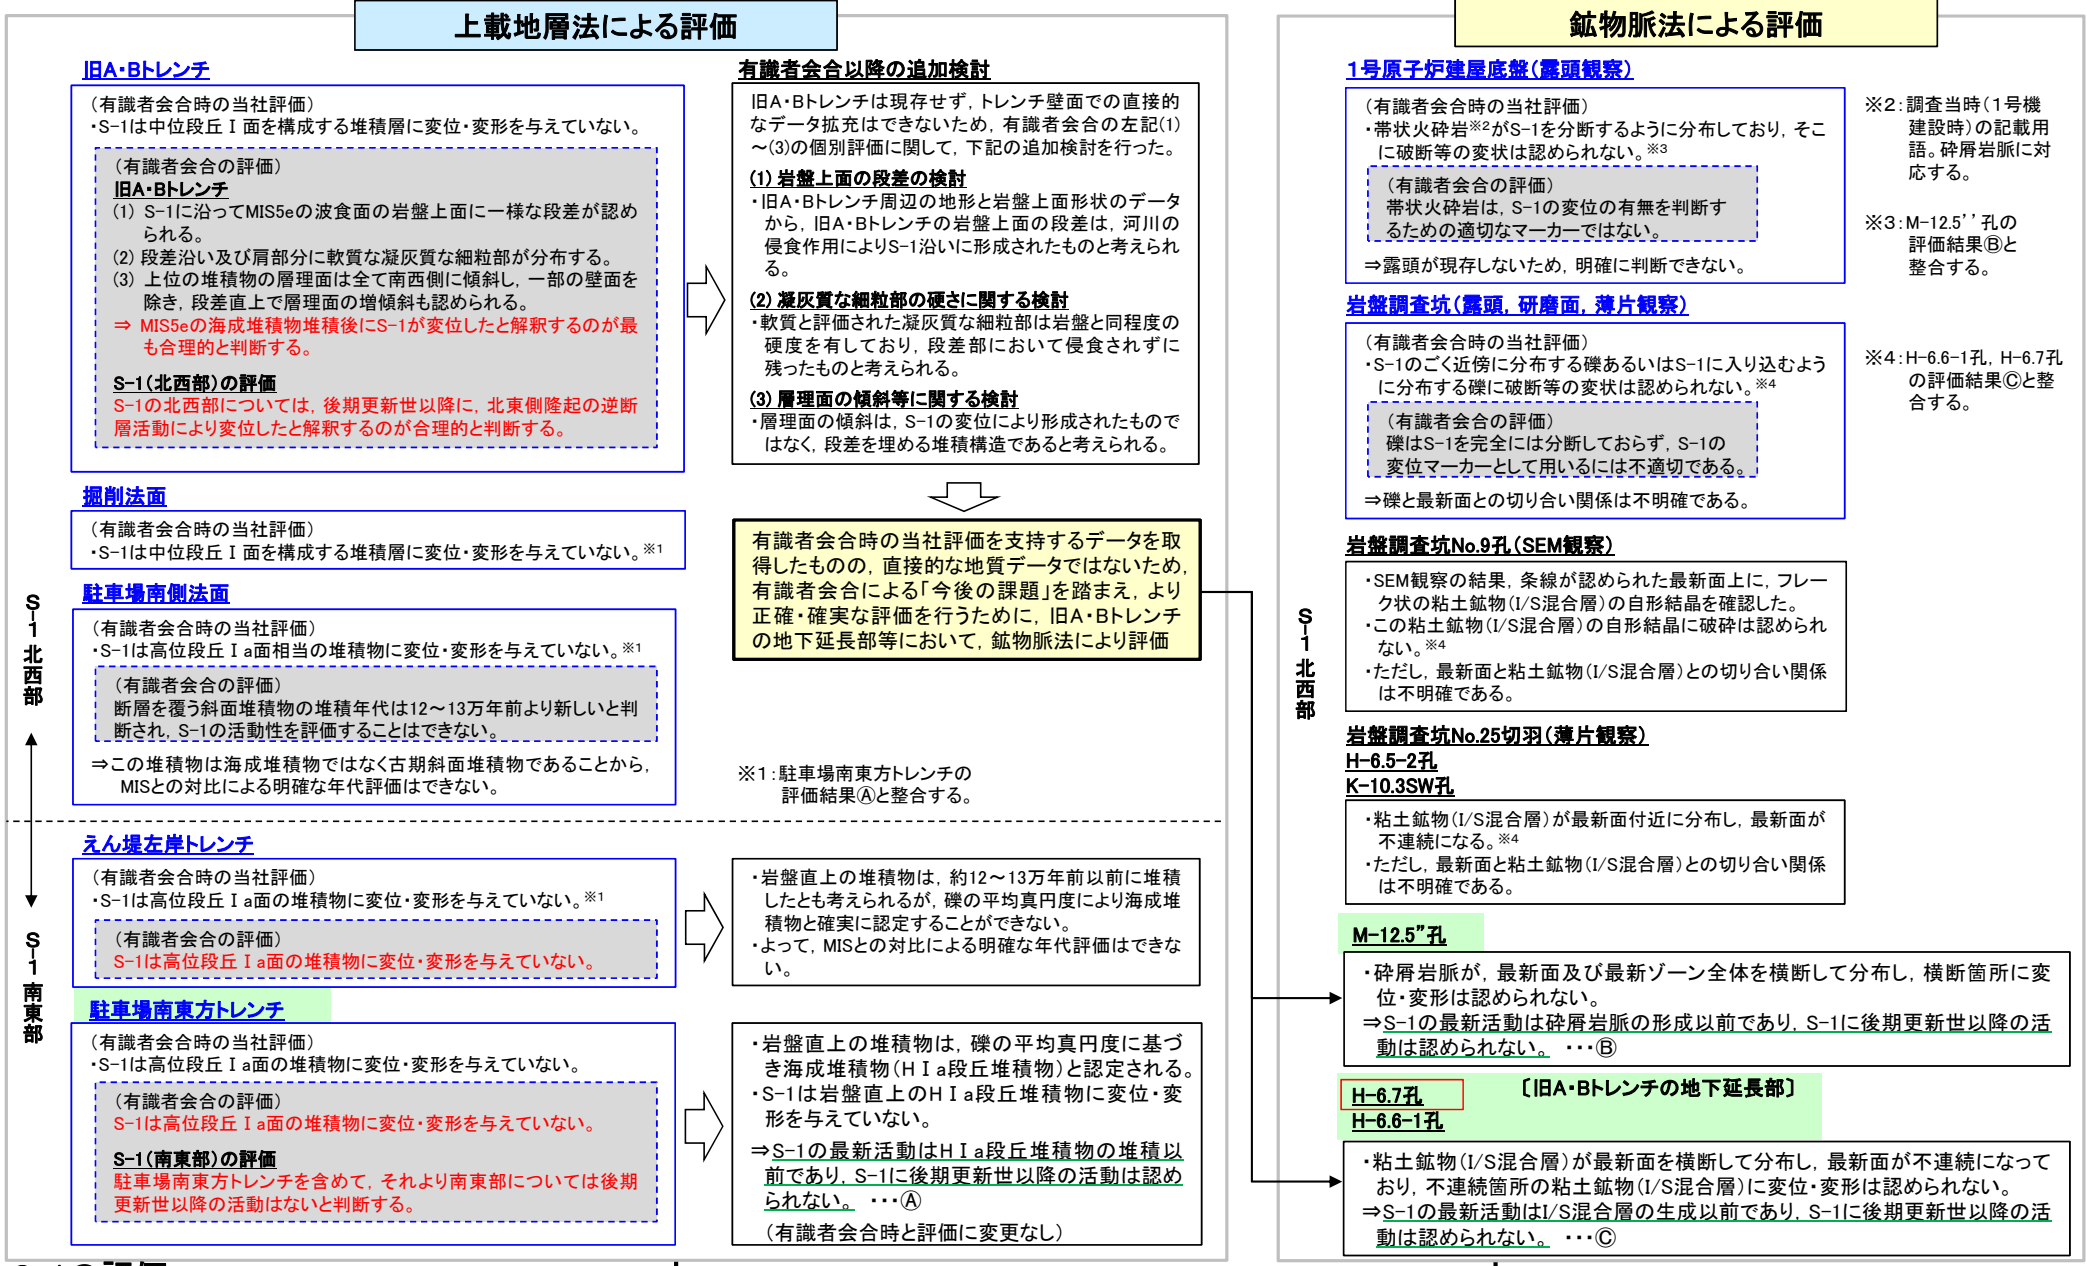 上載地層法による評価
旧A・Bトレンチ
（有識者会合時の当社評価）
・S-1は中位段丘Ⅰ面を構成する堆積層に変位・変形を与えていない。
（有識者会合の評価）
旧A・Bトレンチ
(1) S-1に沿ってMIS5eの波食面の岩盤上面に一様な段差が認め
られる。
(2) 段差沿い及び肩部分に軟質な凝灰質な細粒部が分布する。
(3) 上位の堆積物の層理面は全て南西側に傾斜し，一部の壁面を
除き，段差直上で層理面の増傾斜も認められる。
⇒ MIS5eの海成堆積物堆積後にS-1が変位したと解釈するのが最
も合理的と判断する。
S-1(北西部)の評価
S-1の北西部については，後期更新世以降に，北東側隆起の逆断
層活動により変位したと解釈するのが合理的と判断する。
有識者会合以降の追加検討
旧A・Bトレンチは現存せず，トレンチ壁面での直接的
なデータ拡充はできないため，有識者会合の左記(1)
～(3)の個別評価に関して，下記の追加検討を行った。
(1) 岩盤上面の段差の検討
・旧A・Bトレンチ周辺の地形と岩盤上面形状のデータ
から，旧A・Bトレンチの岩盤上面の段差は，河川の
侵食作用によりS-1沿いに形成されたものと考えられ
る。
(2) 凝灰質な細粒部の硬さに関する検討
・軟質と評価された凝灰質な細粒部は岩盤と同程度の
硬度を有しており，段差部において侵食されずに
残ったものと考えられる。
(3) 層理面の傾斜等に関する検討
・層理面の傾斜は，S-1の変位により形成されたもので
はなく，段差を埋める堆積構造であると考えられる。
掘削法面
（有識者会合時の当社評価）
・S-1は中位段丘Ⅰ面を構成する堆積層に変位・変形を与えていない。※1
有識者会合時の当社評価を支持するデータを取
得したものの，直接的な地質データではないため，
有識者会合による「今後の課題」を踏まえ，より
正確・確実な評価を行うために，旧A・Bトレンチ
の地下延長部等において，鉱物脈法により評価
駐車場南側法面
（有識者会合時の当社評価）
・S-1は高位段丘Ⅰa面相当の堆積物に変位・変形を与えていない。※1
（有識者会合の評価）
断層を覆う斜面堆積物の堆積年代は12～13万年前より新しいと判
断され，S-1の活動性を評価することはできない。
⇒この堆積物は海成堆積物ではなく古期斜面堆積物であることから，
MISとの対比による明確な年代評価はできない。
※1：駐車場南東方トレンチの
評価結果Ⓐと整合する。
S-1 北西部
S-1 南東部
えん堤左岸トレンチ
（有識者会合時の当社評価）
・S-1は高位段丘Ⅰa面の堆積物に変位・変形を与えていない。※1
（有識者会合の評価）
S-1は高位段丘Ⅰa面の堆積物に変位・変形を与えていない。
・岩盤直上の堆積物は，約12～13万年前以前に堆積
したとも考えられるが，礫の平均真円度により海成堆
積物と確実に認定することができない。
・よって，MISとの対比による明確な年代評価はできな
い。
駐車場南東方トレンチ
（有識者会合時の当社評価）
・S-1は高位段丘Ⅰa面の堆積物に変位・変形を与えていない。
（有識者会合の評価）
S-1は高位段丘Ⅰa面の堆積物に変位・変形を与えていない。
S-1(南東部)の評価
駐車場南東方トレンチを含めて，それより南東部については後期
更新世以降の活動はないと判断する。
・岩盤直上の堆積物は，礫の平均真円度に基づ
き海成堆積物(HⅠa段丘堆積物)と認定される。
・S-1は岩盤直上のHⅠa段丘堆積物に変位・変
形を与えていない。
⇒S-1の最新活動はHⅠa段丘堆積物の堆積以
前であり，S-1に後期更新世以降の活動は認め
られない。 ・・・Ⓐ
（有識者会合時と評価に変更なし）
鉱物脈法による評価
1号原子炉建屋底盤(露頭観察)
（有識者会合時の当社評価）
・帯状火砕岩※2がS-1を分断するように分布しており，そこ
に破断等の変状は認められない。※3
（有識者会合の評価）
帯状火砕岩は，S-1の変位の有無を判断す
るための適切なマーカーではない。
⇒露頭が現存しないため，明確に判断できない。
※2：調査当時(1号機
建設時)の記載用
語。砕屑岩脈に対
応する。
※3：M-12.5’’孔の
評価結果Ⓑと
整合する。
岩盤調査坑(露頭，研磨面，薄片観察)
（有識者会合時の当社評価）
・S-1のごく近傍に分布する礫あるいはS-1に入り込むよう
に分布する礫に破断等の変状は認められない。※4
（有識者会合の評価）
礫はS-1を完全には分断しておらず，S-1の
変位マーカーとして用いるには不適切である。
⇒礫と最新面との切り合い関係は不明確である。
※4：H-6.6-1孔，H-6.7孔
の評価結果Ⓒと整
合する。
岩盤調査坑No.9孔(SEM観察)
・SEM観察の結果，条線が認められた最新面上に，フレー
ク状の粘土鉱物(I/S混合層)の自形結晶を確認した。
・この粘土鉱物(I/S混合層)の自形結晶に破砕は認められ
ない。※4
・ただし，最新面と粘土鉱物(I/S混合層)との切り合い関係
は不明確である。
S-1 北西部
岩盤調査坑No.25切羽(薄片観察)
H-6.5-2孔
K-10.3SW孔
・粘土鉱物(I/S混合層)が最新面付近に分布し，最新面が
不連続になる。※4
・ただし，最新面と粘土鉱物(I/S混合層)との切り合い関係
は不明確である。
M-12.5”孔
・砕屑岩脈が，最新面及び最新ゾーン全体を横断して分布し，横断箇所に変
位・変形は認められない。
⇒S-1の最新活動は砕屑岩脈の形成以前であり，S-1に後期更新世以降の活
動は認められない。 ・・・Ⓑ
H-6.7孔
〔旧A・Bトレンチの地下延長部〕
H-6.6-1孔
・粘土鉱物(I/S混合層)が最新面を横断して分布し，最新面が不連続になって
おり，不連続箇所の粘土鉱物(I/S混合層)に変位・変形は認められない。
⇒S-1の最新活動はI/S混合層の生成以前であり，S-1に後期更新世以降の活
動は認められない。 ・・・Ⓒ